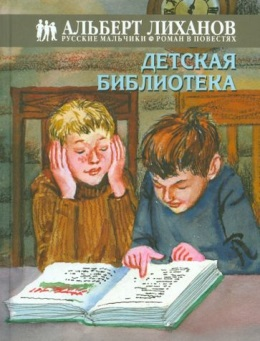 АЛЬБЕРТ ЛИХАНОВ
РУССКИЕ МАЛЬЧИКИ РОМАН В ПОВЕСТЯХ
ДЕТСКАЯ
БИБЛИОТЕКА